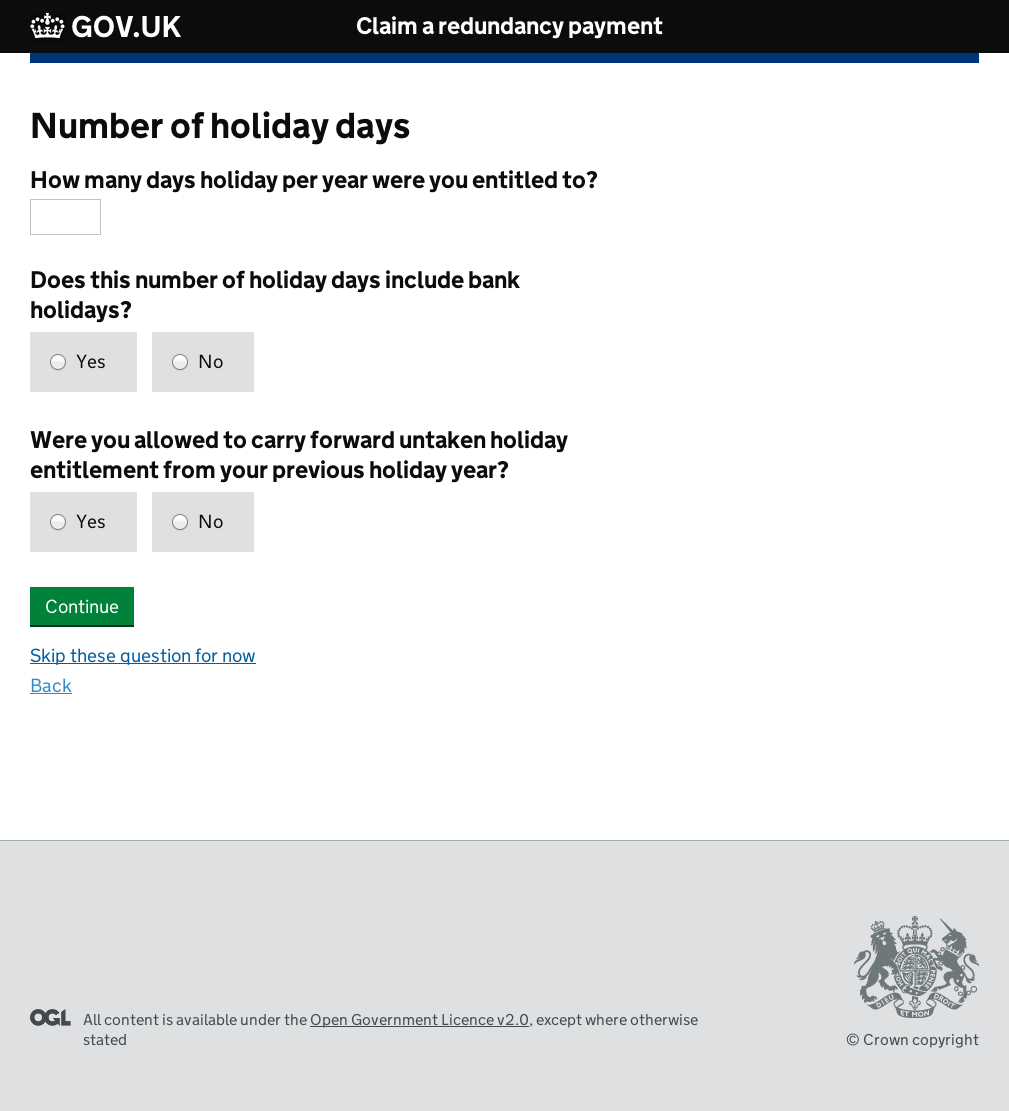 GOV.UK
Claim a redundancy payment
Number of holiday days
How many days holiday per year were you entitled to?
Does this number of holiday days include bank
holidays?
Yes
No
Were you allowed to carry forward untaken holiday
entitlement from your previous holiday year?
Yes
No
Continue
Skip these question for now
Back
OGL
All content is available under the Open Government Licence v2.0, except where otherwise
stated
DIEU ET MON DROIT
© Crown copyright